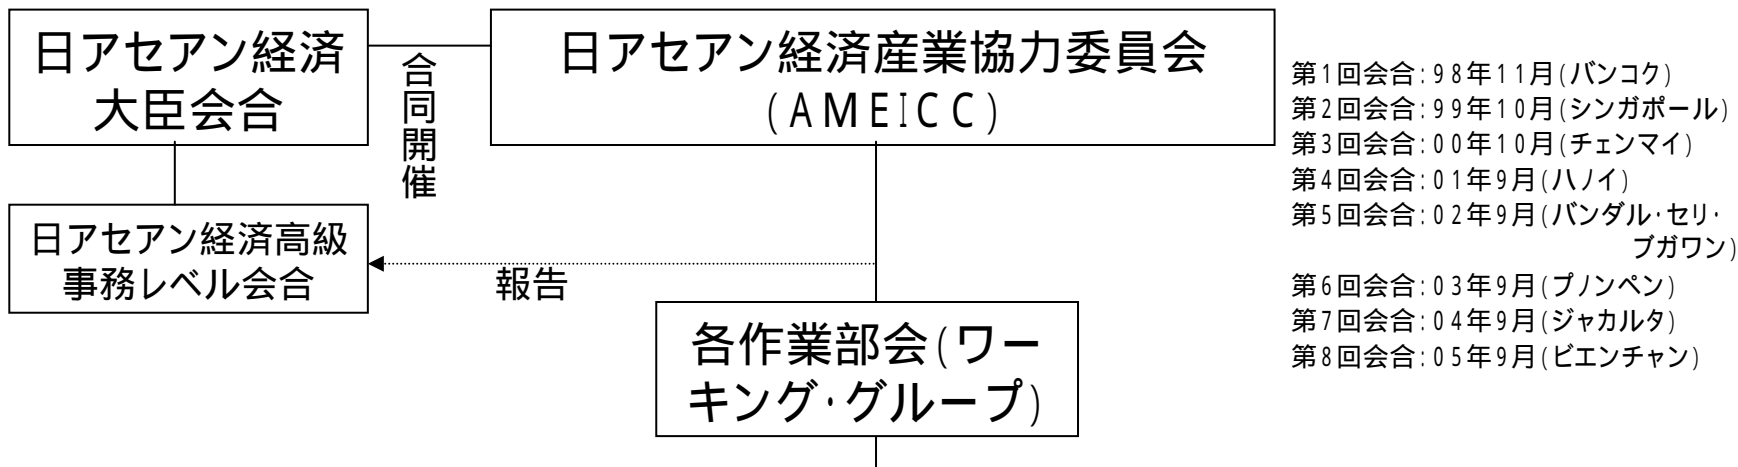 日アセアン経済
大臣会合
合同開催
日アセアン経済産業協力委員会
(AMEICC)
第1回会合:98年11月(バンコク)
第2回会合:99年10月(シンガポール)
第3回会合:00年10月(チェンマイ)
第4回会合:01年9月(ハノイ)
第5回会合:02年9月(バンダル・セリ・
ブガワン)
第6回会合:03年9月(プノンペン)
第7回会合:04年9月(ジャカルタ)
第8回会合:05年9月(ビエンチャン)
日アセアン経済高級
事務レベル会合
報告
各作業部会(ワー
キング・グループ)